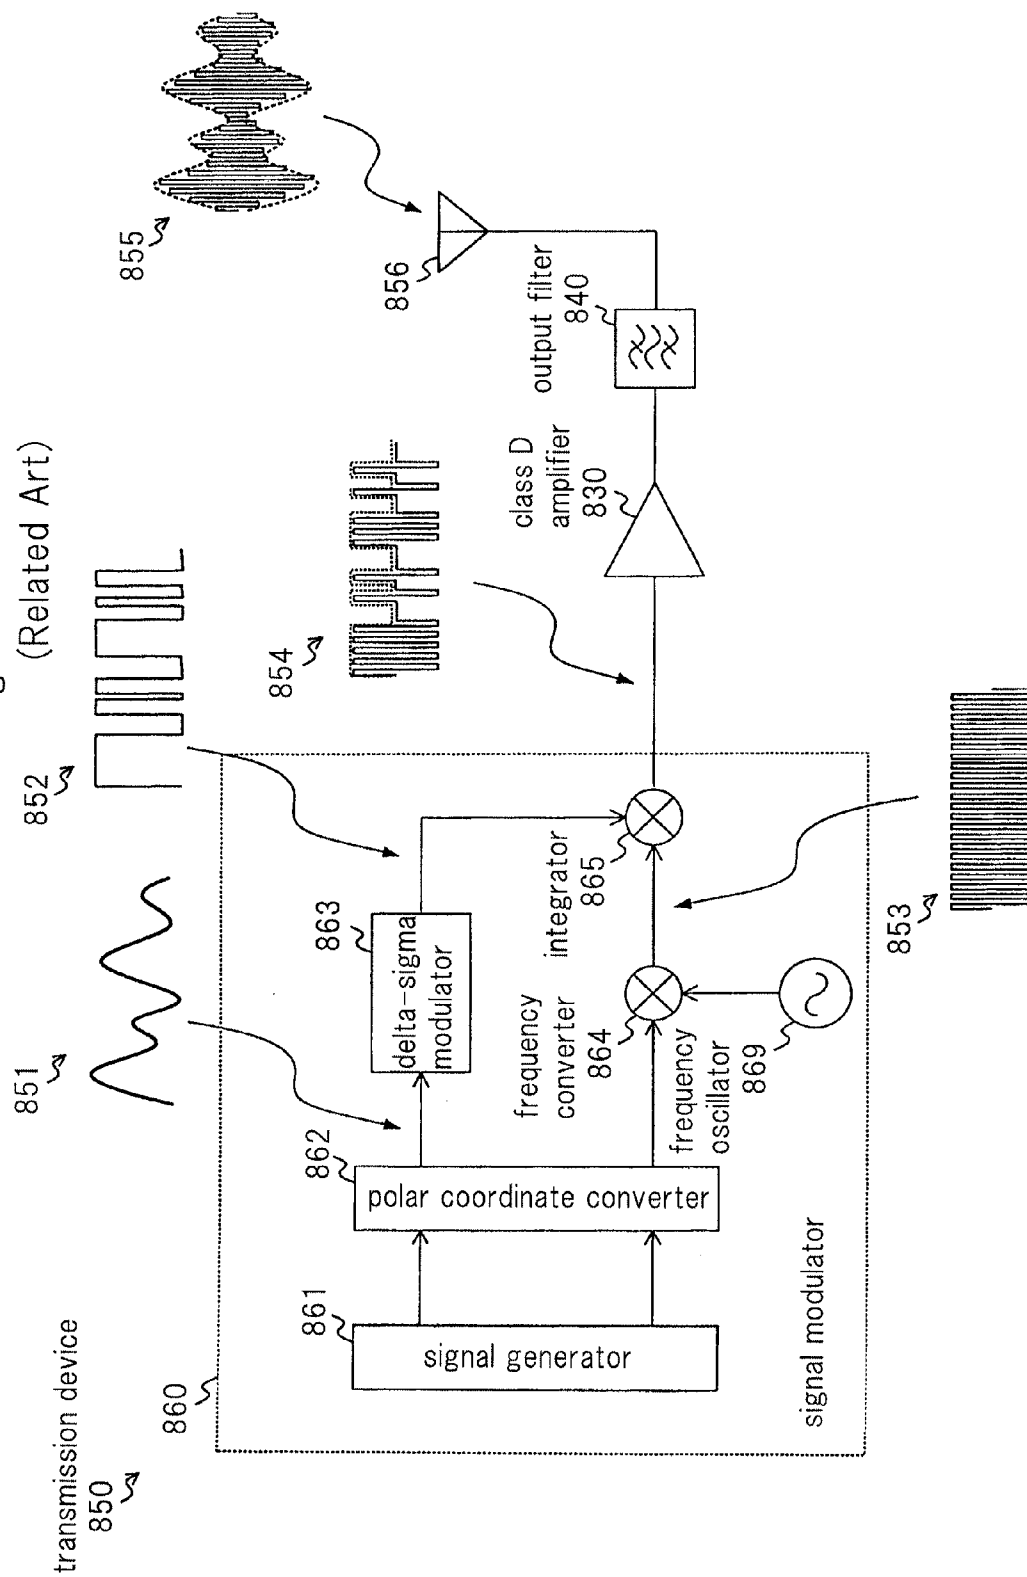 (Related Art)
transmission device
850
851
852
854
855
860
861
signal generator
862
polar coordinate converter
863
delta-sigma
modulator
frequency
converter
864
frequency
oscillator
869
integrator
865
853
class D
amplifier
830
output filter
840
856
signal modulator